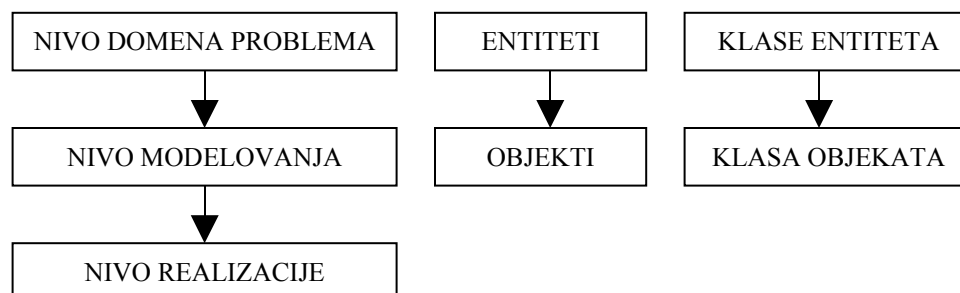 NIVO DOMENA PROBLEMA
ENTITETI
KLASE ENTITETA
NIVO MODELOVANJA
OBJEKTI
KLASA OBJEKATA
NIVO REALIZACIJE